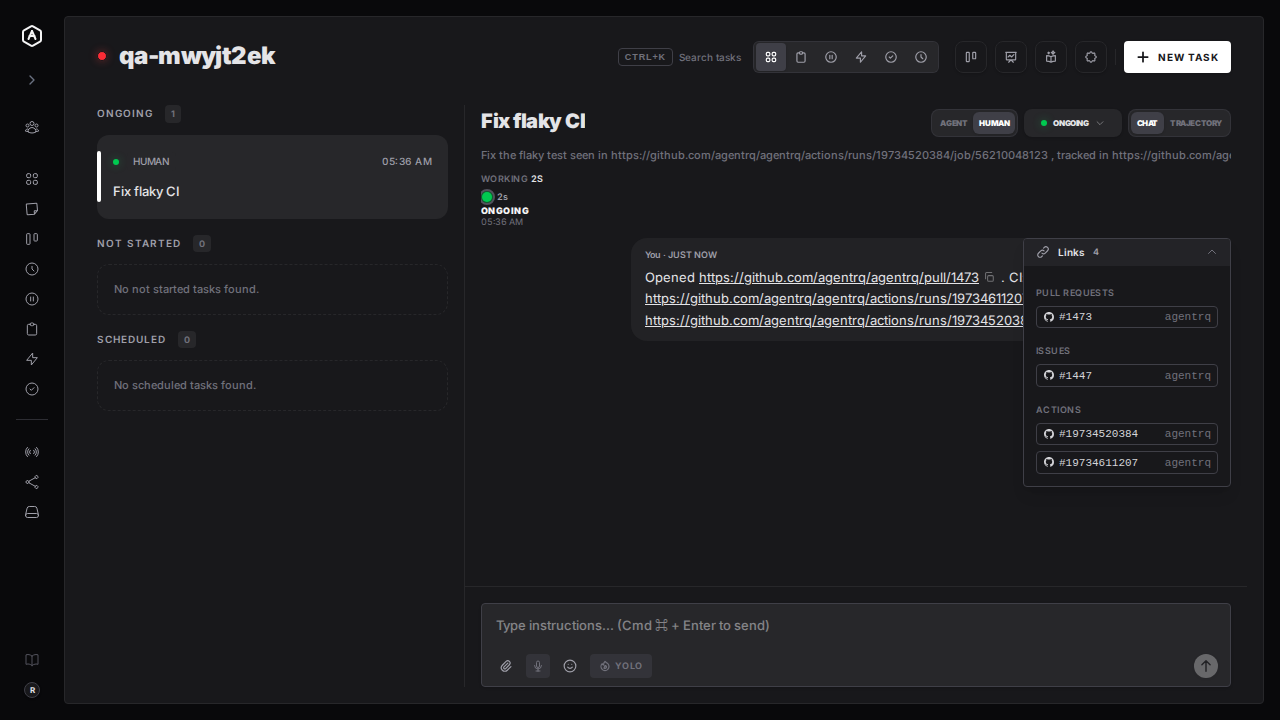 qa-mwyjt2ek
CTRL+K Search tasks
NEW TASK
ONGOING 1
HUMAN 05:36 AM
Fix flaky CI
NOT STARTED 0
No not started tasks found.
SCHEDULED 0
No scheduled tasks found.
Fix flaky CI
AGENT HUMAN ONGOING CHAT TRAJECTORY
Fix the flaky test seen in https://github.com/agentrq/agentrq/actions/runs/19734520384/job/56210048123 , tracked in https://github.com/age
WORKING 2S
2s
ONGOING
05:36 AM
You · JUST NOW
Opened https://github.com/agentrq/agentrq/pull/1473 . CI
https://github.com/agentrq/agentrq/actions/runs/1973461120
https://github.com/agentrq/agentrq/actions/runs/1973452038
Links 4
PULL REQUESTS
#1473 agentrq
ISSUES
#1447 agentrq
ACTIONS
#19734520384 agentrq
#19734611207 agentrq
Type instructions... (Cmd ⌘ + Enter to send)
YOLO
R